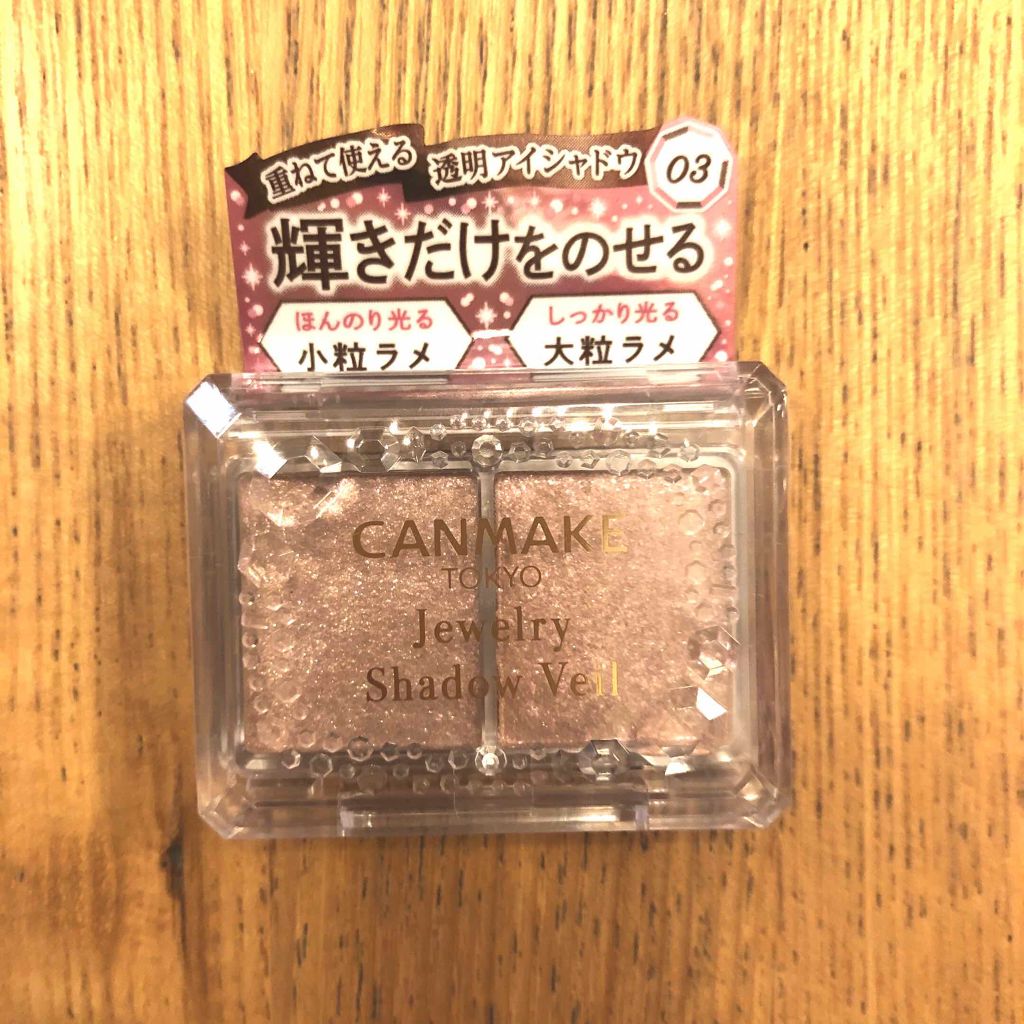 重ねて使える
透明アイシャドウ
03
輝きだけをのせる
ほんのり光る
小粒ラメ
しっかり光る
大粒ラメ
CANMAKE
TOKYO
Jewelry
Shadow Veil